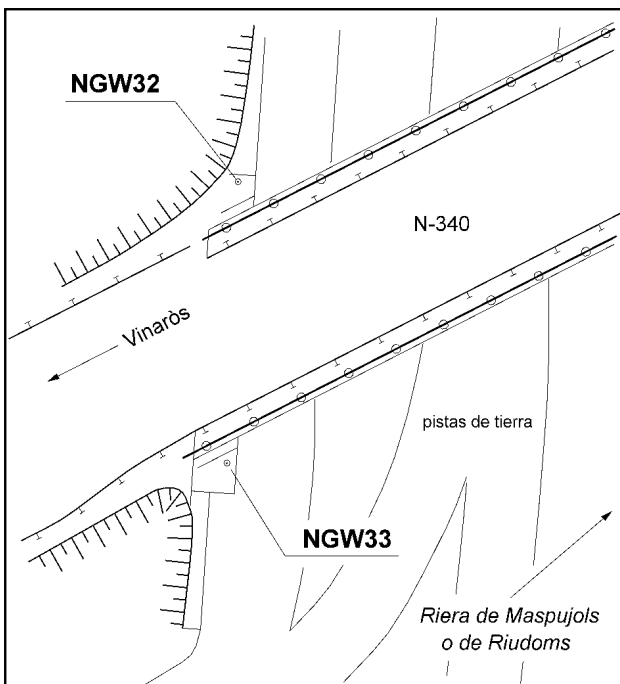 NGW32
N-340
Vinaròs
pistas de tierra
NGW33
Riera de Maspujols
o de Riudoms